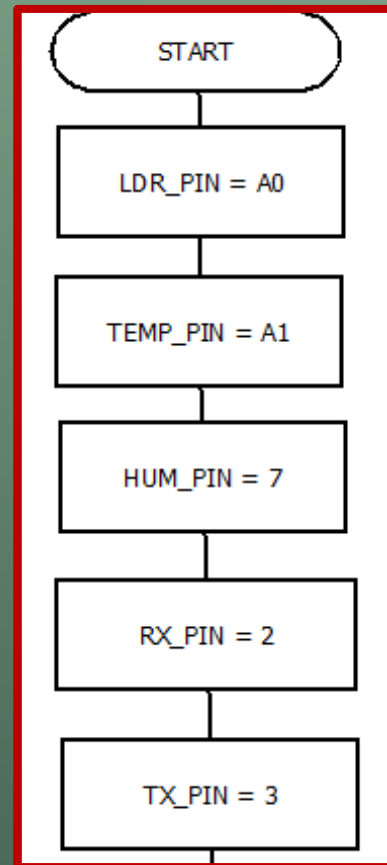 START
LDR_PIN = A0
TEMP_PIN = A1
HUM_PIN = 7
RX_PIN = 2
TX_PIN = 3